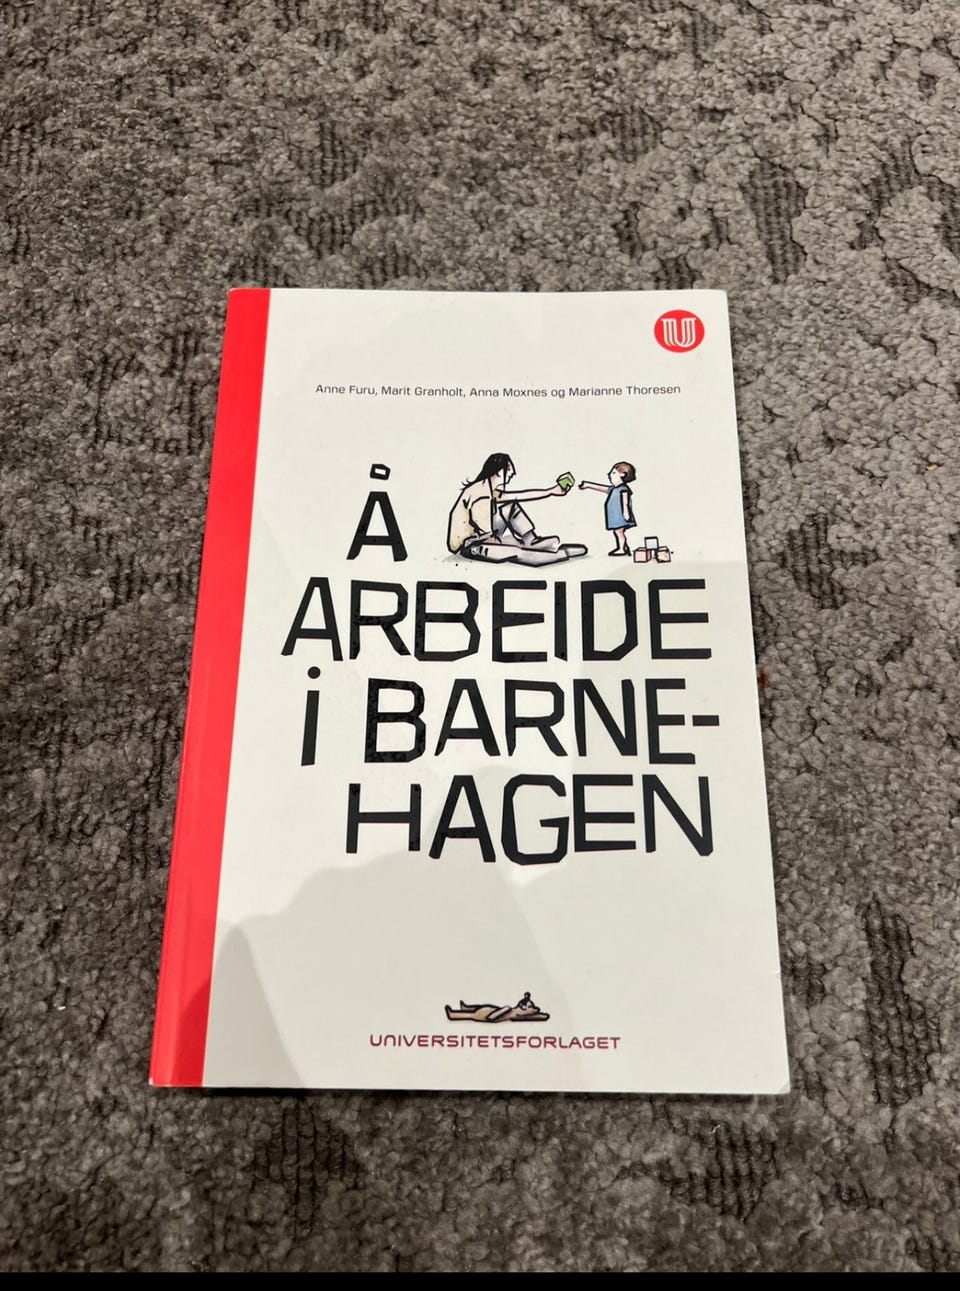 U
Anne Furu, Marit Granholt, Anna Moxnes og Marianne Thoresen
Å
ARBEIDE
i BARNE-
HAGEN
UNIVERSITETSFORLAGET